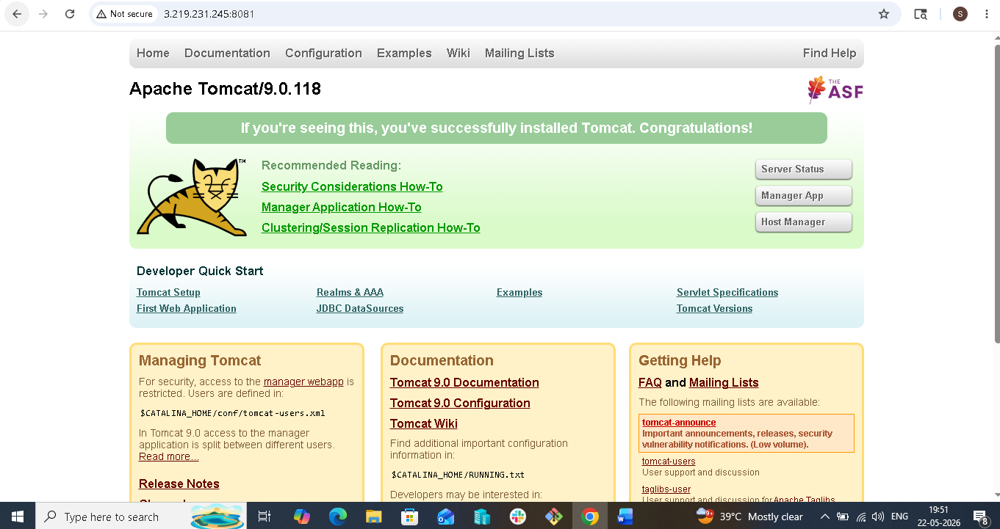 Not secure 3.219.231.245:8081 S
Home Documentation Configuration Examples Wiki Mailing Lists Find Help
Apache Tomcat/9.0.118
THE
ASF
If you're seeing this, you've successfully installed Tomcat. Congratulations!
TM
Recommended Reading:
Security Considerations How-To
Manager Application How-To
Clustering/Session Replication How-To
Server Status
Manager App
Host Manager
Developer Quick Start
Tomcat Setup
First Web Application
Realms & AAA
JDBC DataSources
Examples
Servlet Specifications
Tomcat Versions
Managing Tomcat
For security, access to the manager webapp is
restricted. Users are defined in:
$CATALINA_HOME/conf/tomcat-users.xml
In Tomcat 9.0 access to the manager
application is split between different users.
Read more...
Release Notes
Documentation
Tomcat 9.0 Documentation
Tomcat 9.0 Configuration
Tomcat Wiki
Find additional important configuration
information in:
$CATALINA_HOME/RUNNING.txt
Developers may be interested in:
Getting Help
FAQ and Mailing Lists
The following mailing lists are available:
tomcat-announce
Important announcements, releases, security
vulnerability notifications. (Low volume).
tomcat-users
User support and discussion
taglibs-user
User support and discussion for Apache Taglibs
Type here to search
9+
39°C Mostly clear
ENG
19:51
22-05-2026
8